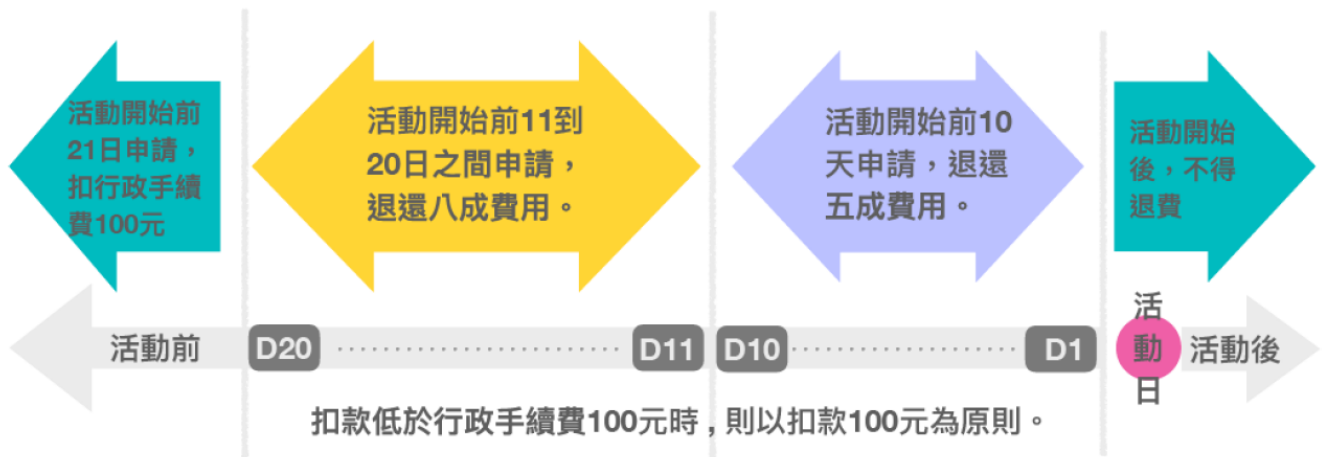 活動開始前
21日申請，
扣行政手續
費100元
活動開始前11到
20日之間申請，
退還八成費用。
活動開始前10
天申請，退還
五成費用。
活動開始
後，不得
退費
活動前
D20
D11
D10
D1
活
動
日
活動後
扣款低於行政手續費100元時，則以扣款100元為原則。